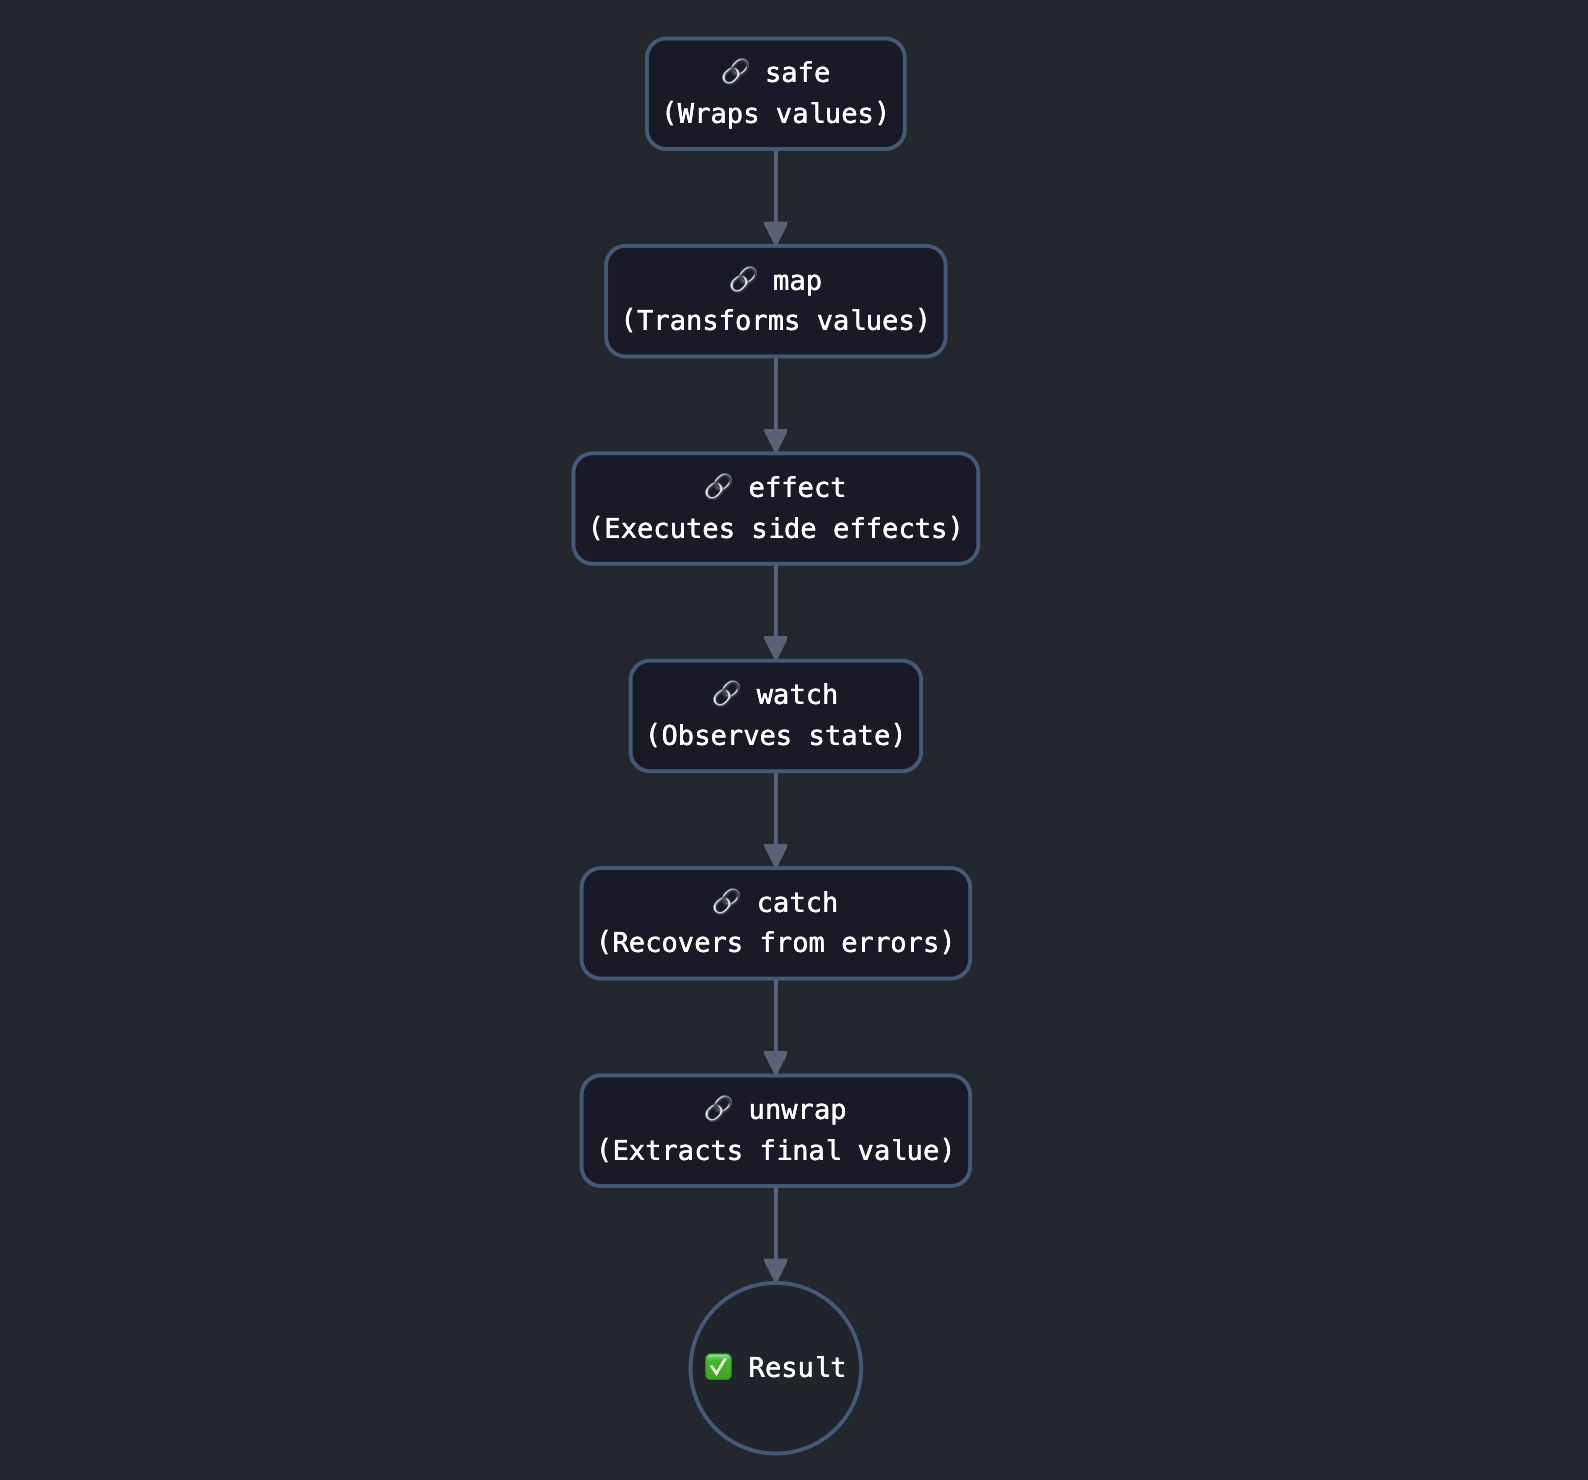 🔗 safe
(Wraps values)
🔗 map
(Transforms values)
🔗 effect
(Executes side effects)
🔗 watch
(Observes state)
🔗 catch
(Recovers from errors)
🔗 unwrap
(Extracts final value)
✅ Result